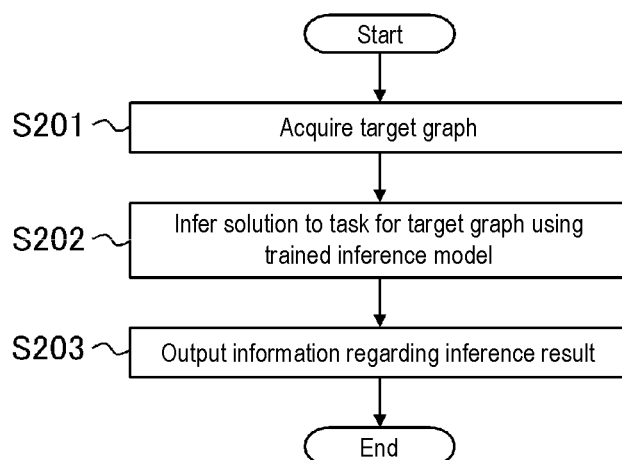 Start
S201
Acquire target graph
S202
Infer solution to task for target graph using
trained inference model
S203
Output information regarding inference result
End